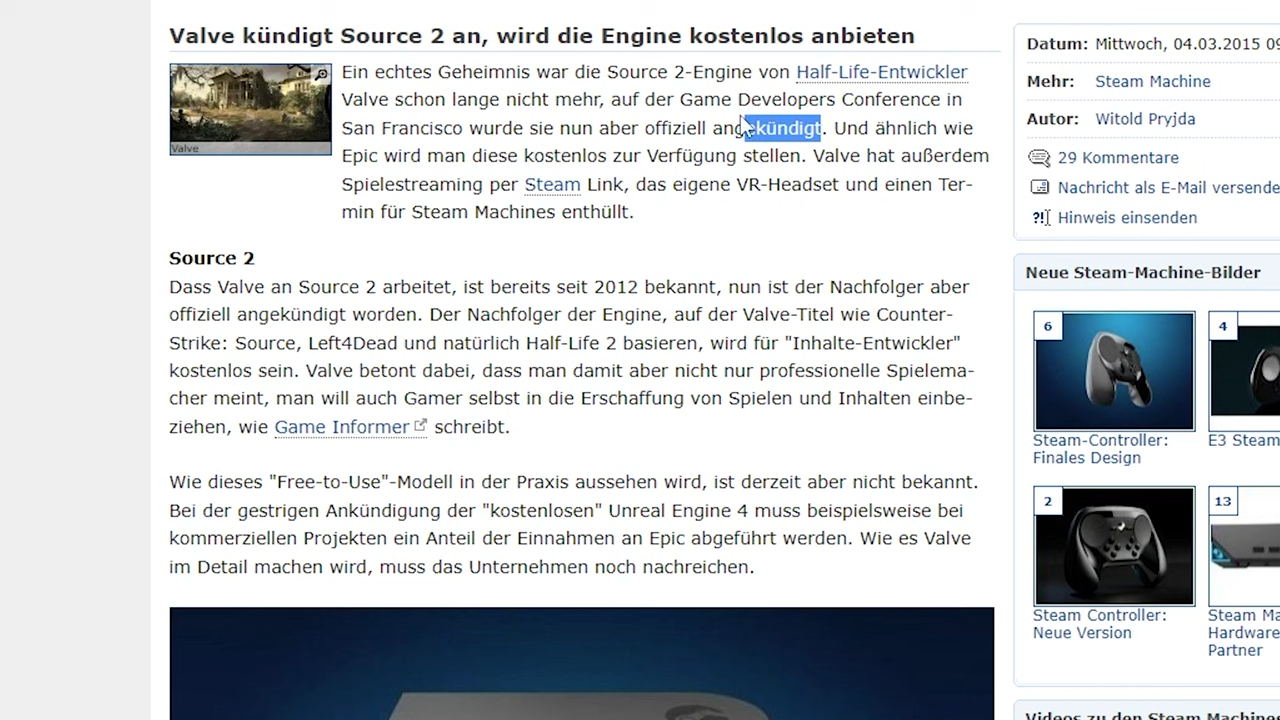 Valve kündigt Source 2 an, wird die Engine kostenlos anbieten
Valve
Ein echtes Geheimnis war die Source 2-Engine von Half-Life-Entwickler
Valve schon lange nicht mehr, auf der Game Developers Conference in
San Francisco wurde sie nun aber offiziell angekündigt. Und ähnlich wie
Epic wird man diese kostenlos zur Verfügung stellen. Valve hat außerdem
Spielestreaming per Steam Link, das eigene VR-Headset und einen Ter-
min für Steam Machines enthüllt.
Source 2
Dass Valve an Source 2 arbeitet, ist bereits seit 2012 bekannt, nun ist der Nachfolger aber
offiziell angekündigt worden. Der Nachfolger der Engine, auf der Valve-Titel wie Counter-
Strike: Source, Left4Dead und natürlich Half-Life 2 basieren, wird für "Inhalte-Entwickler"
kostenlos sein. Valve betont dabei, dass man damit aber nicht nur professionelle Spielema-
cher meint, man will auch Gamer selbst in die Erschaffung von Spielen und Inhalten einbe-
ziehen, wie Game Informer schreibt.
Wie dieses "Free-to-Use"-Modell in der Praxis aussehen wird, ist derzeit aber nicht bekannt.
Bei der gestrigen Ankündigung der "kostenlosen" Unreal Engine 4 muss beispielsweise bei
kommerziellen Projekten ein Anteil der Einnahmen an Epic abgeführt werden. Wie es Valve
im Detail machen wird, muss das Unternehmen noch nachreichen.
Datum: Mittwoch, 04.03.2015 09
Mehr: Steam Machine
Autor: Witold Pryjda
29 Kommentare
Nachricht als E-Mail versende
?! Hinweis einsenden
Neue Steam-Machine-Bilder
6
4
Steam-Controller:
Finales Design
E3 Steam
2
13
Steam Controller:
Neue Version
Steam Ma
Hardware
Partner
Videos zu den Steam Machines